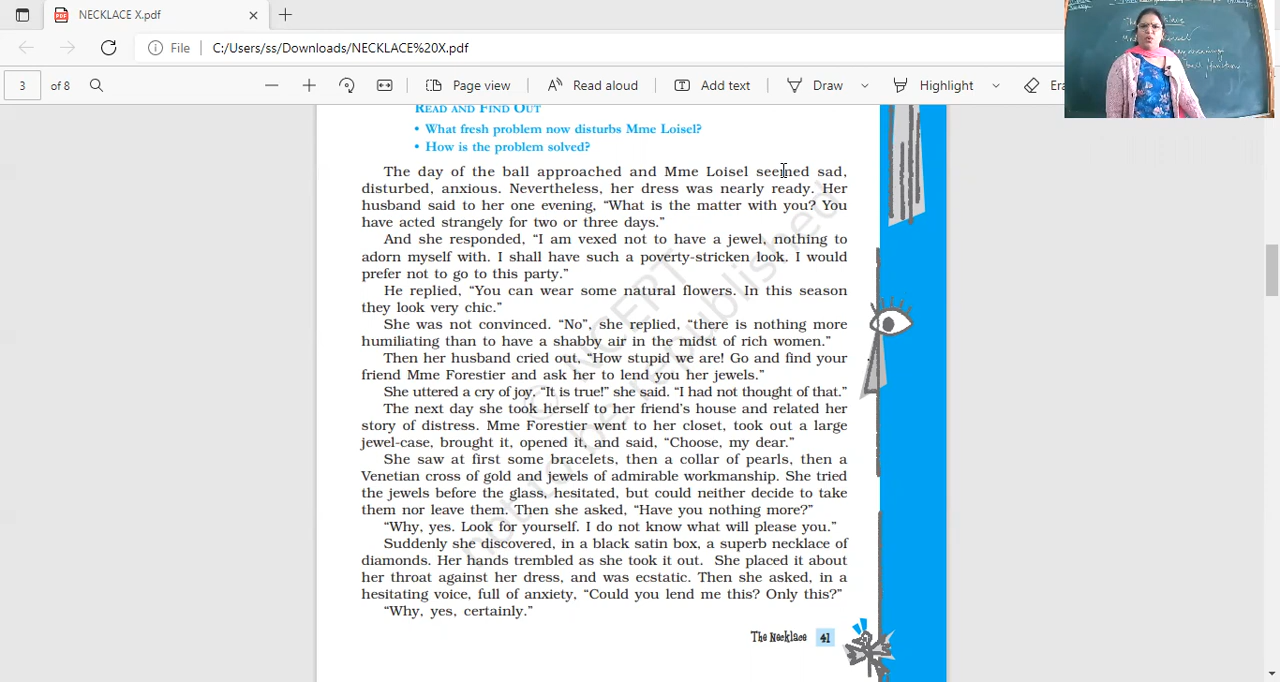 NECKLACE X.pdf
File C:/Users/ss/Downloads/NECKLACE%20X.pdf
3 of 8 Page view Read aloud Add text Draw Highlight Era
READ AND FIND OUT
• What fresh problem now disturbs Mme Loisel?
• How is the problem solved?
The day of the ball approached and Mme Loisel seemed sad,
disturbed, anxious. Nevertheless, her dress was nearly ready. Her
husband said to her one evening, “What is the matter with you? You
have acted strangely for two or three days.”
And she responded, “I am vexed not to have a jewel, nothing to
adorn myself with. I shall have such a poverty-stricken look. I would
prefer not to go to this party.”
He replied, “You can wear some natural flowers. In this season
they look very chic.”
She was not convinced. “No”, she replied, “there is nothing more
humiliating than to have a shabby air in the midst of rich women.”
Then her husband cried out, “How stupid we are! Go and find your
friend Mme Forestier and ask her to lend you her jewels.”
She uttered a cry of joy. “It is true!” she said. “I had not thought of that.”
The next day she took herself to her friend’s house and related her
story of distress. Mme Forestier went to her closet, took out a large
jewel-case, brought it, opened it, and said, “Choose, my dear.”
She saw at first some bracelets, then a collar of pearls, then a
Venetian cross of gold and jewels of admirable workmanship. She tried
the jewels before the glass, hesitated, but could neither decide to take
them nor leave them. Then she asked, “Have you nothing more?”
“Why, yes. Look for yourself. I do not know what will please you.”
Suddenly she discovered, in a black satin box, a superb necklace of
diamonds. Her hands trembled as she took it out. She placed it about
her throat against her dress, and was ecstatic. Then she asked, in a
hesitating voice, full of anxiety, “Could you lend me this? Only this?”
“Why, yes, certainly.”
The Necklace 41
© NCERT
not to be republished